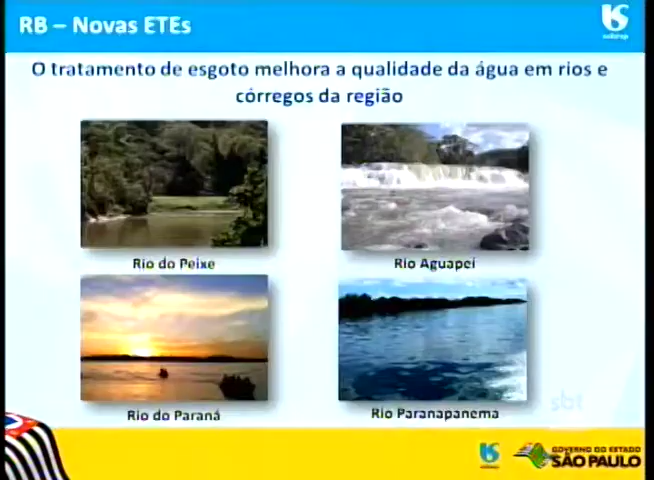 RB – Novas ETEs
sabesp
O tratamento de esgoto melhora a qualidade da água em rios e
córregos da região
Rio do Peixe
Rio Aguapeí
Rio do Paraná
Rio Paranapanema
sbt
GOVERNO DO ESTADO
SÃO PAULO